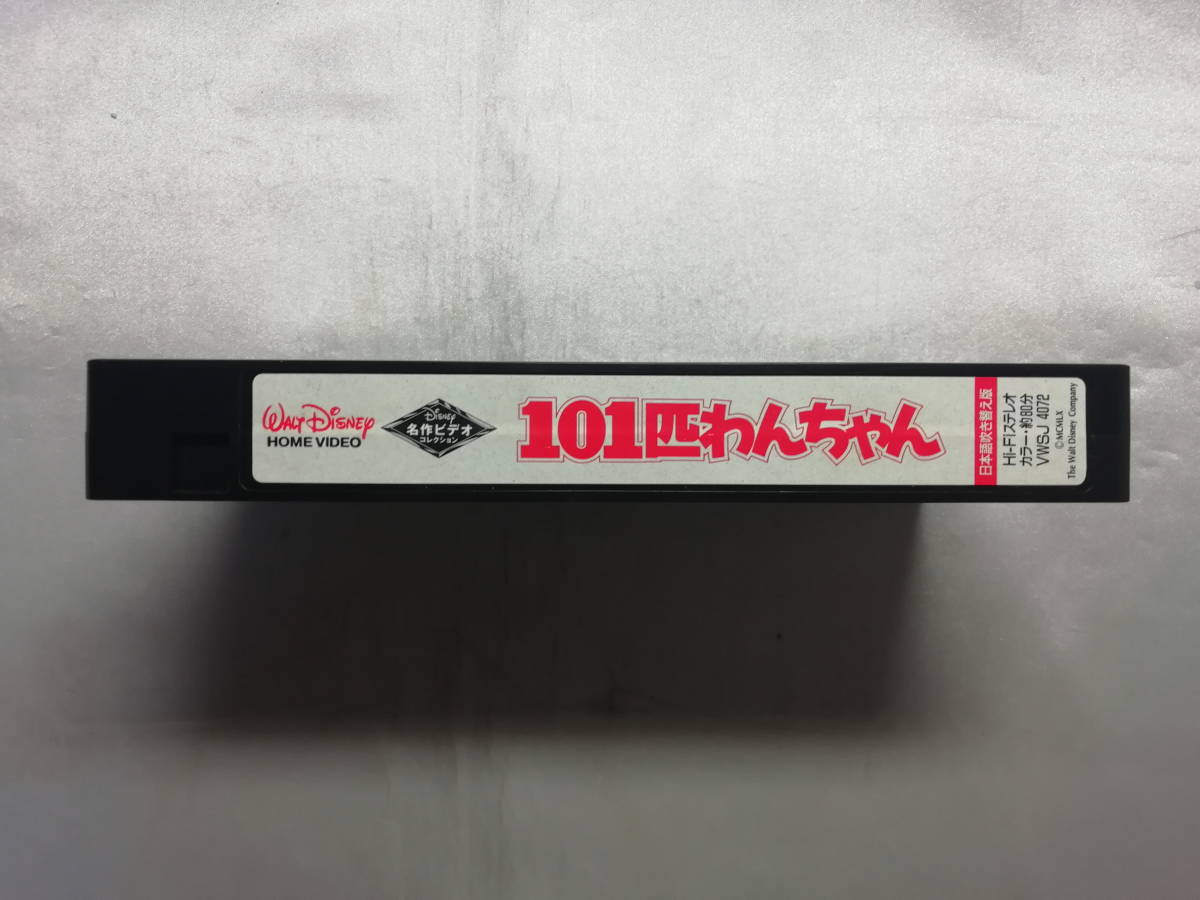 WALT DISNEY
HOME VIDEO
DISNEY
名作ビデオ
コレクション
101匹わんちゃん
日本語吹き替え版
Hi-Fiステレオ
カラー・約80分
VWSJ 4072
©MCMLX
The Walt Disney Company